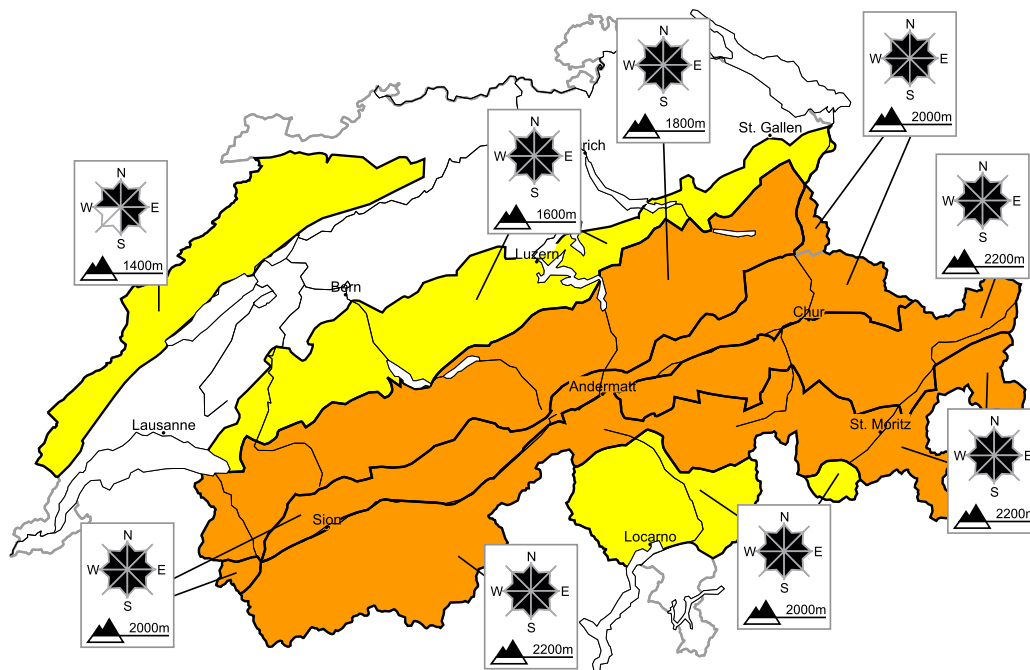 N
W E
S
1800m
N
W E
S
2000m
St. Gallen
N
W E
S
1600m
rich
N
W E
S
1400m
N
W E
S
2200m
Luzern
Bern
Chur
Andermatt
Lausanne
St. Moritz
N
W E
S
2200m
Sion
Locarno
N
W E
S
2000m
N
W E
S
2000m
N
W E
S
2200m